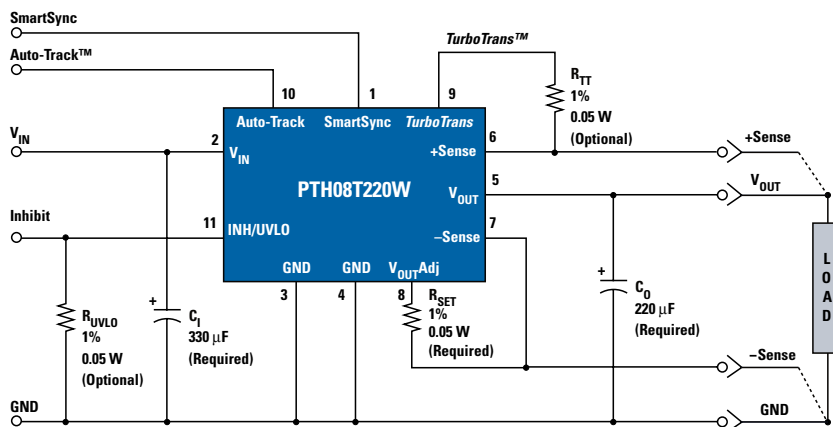 SmartSync
Auto-Track™
TurboTrans™
R_TT
1%
0.05 W
(Optional)
10
1
9
Auto-Track
SmartSync
TurboTrans
V_IN
2
V_IN
6
+Sense
+Sense
PTH08T220W
5
V_OUT
V_OUT
Inhibit
11
INH/UVLO
7
–Sense
GND
GND
V_OUT Adj
3
4
8
R_SET
1%
0.05 W
(Required)
+
C_I
330 µF
(Required)
R_UVLO
1%
0.05 W
(Optional)
+
C_O
220 µF
(Required)
L
O
A
D
–Sense
GND
GND